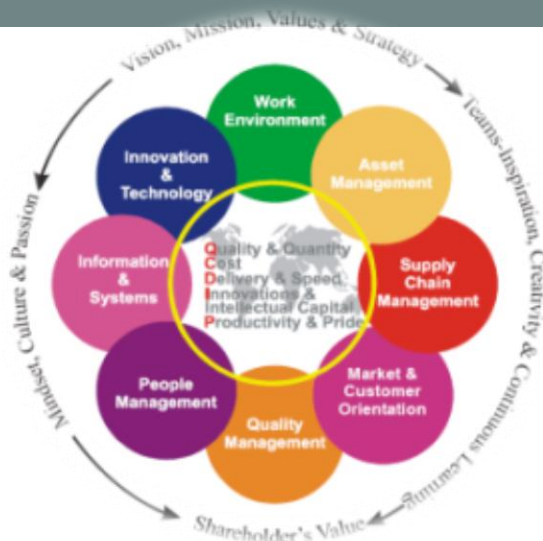 Vision, Mission, Values & Strategy
Teams-Inspiration, Creativity & Continuous Learning
Shareholder's Value
Mindset, Culture & Passion
Work
Environment
Asset
Management
Supply
Chain
Management
Market &
Customer
Orientation
Quality
Management
People
Management
Information
&
Systems
Innovation
&
Technology
Quality & Quantity
Cost
Delivery & Speed
Innovations &
Intellectual Capital
Productivity & Pride